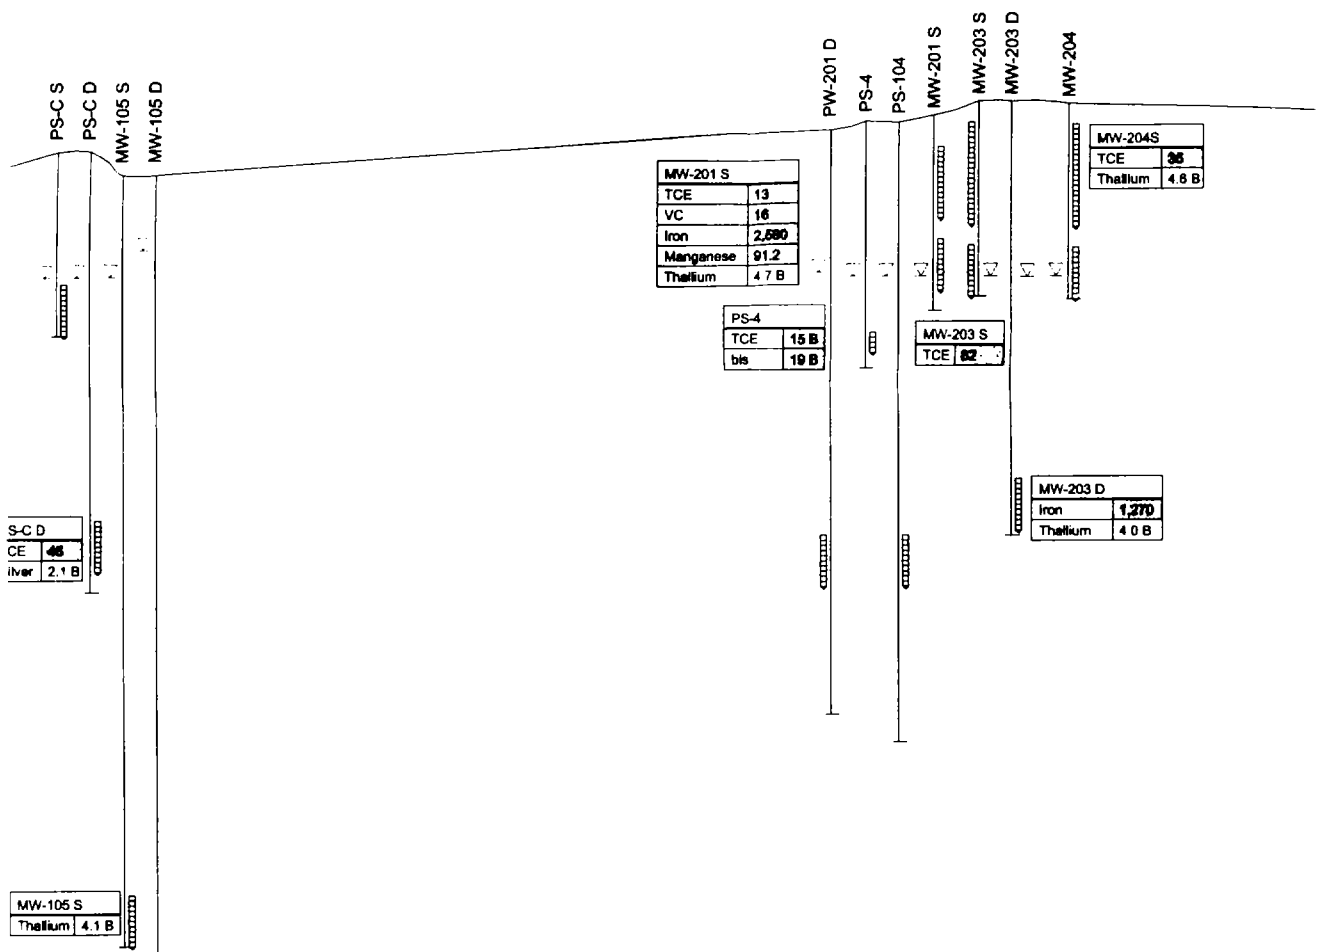 PS-C S
PS-C D
MW-105 S
MW-105 D
PW-201 D
PS-4
PS-104
MW-201 S
MW-203 S
MW-203 D
MW-204
MW-204S
TCE 35
Thallium 4.6 B
MW-201 S
TCE 13
VC 16
Iron
Manganese 91.2
Thallium 4.7 B
PS-4
TCE 15 B
bis 19 B
MW-203 S
TCE 82
MW-203 D
Iron 1,270
Thallium 4.0 B
S-C D
CE 46
ilver 2.1 B
MW-105 S
Thallium 4.1 B